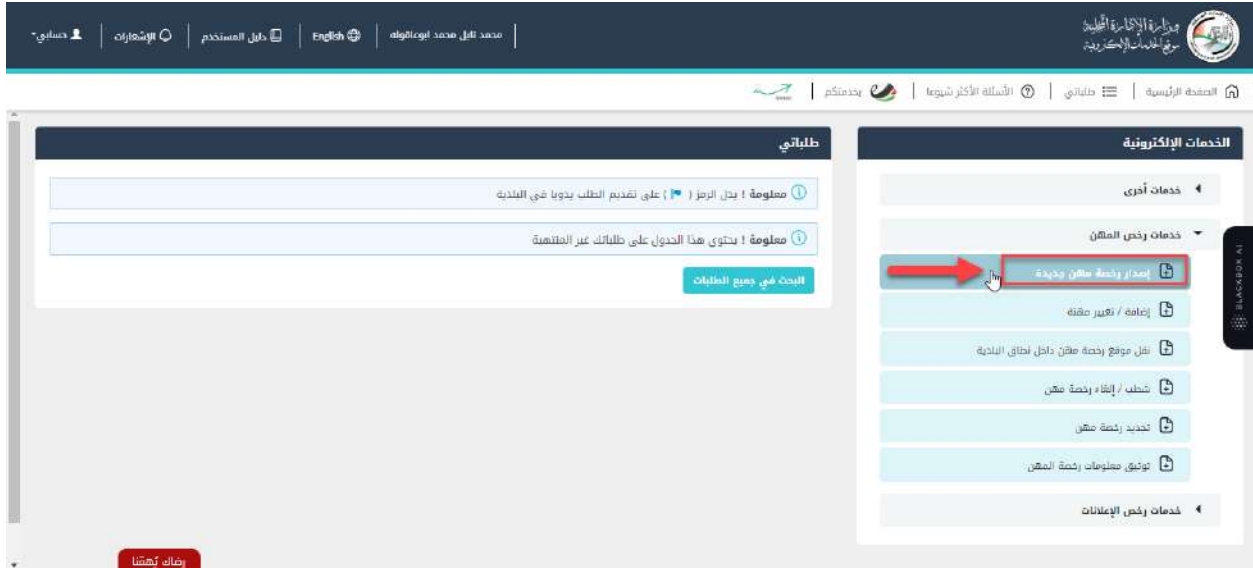 وزارة الإدارة المحلية
موقع الخدمات الإلكترونية
محمد نايل محمد ابوعاقوله
English
دليل المستخدم
الإشعارات
حسابي
الصفحة الرئيسية
طلباتي
الأسئلة الأكثر شيوعا
بخدمتكم
الخدمات الإلكترونية
خدمات أخرى
خدمات رخص المهن
إصدار رخصة مهن جديدة
إضافة / تغيير مهنة
نقل موقع رخصة مهن داخل نطاق البلدية
شطب / إلغاء رخصة مهن
تجديد رخصة مهن
توثيق معلومات رخصة المهن
خدمات رخص الإعلانات
طلباتي
معلومة ! يدل الرمز ( ) على تقديم الطلب يدويا في البلدية
معلومة ! يحتوي هذا الجدول على طلباتك غير المنتهية
البحث في جميع الطلبات
BLACKBOX AI
رضاك يُهمّنا